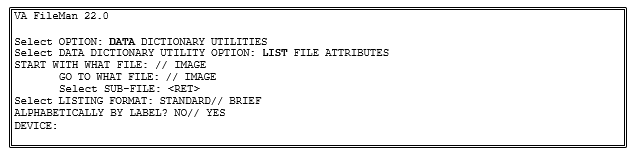 VA FileMan 22.0
Select OPTION: DATA DICTIONARY UTILITIES
Select DATA DICTIONARY UTILITY OPTION: LIST FILE ATTRIBUTES
START WITH WHAT FILE: // IMAGE
GO TO WHAT FILE: // IMAGE
Select SUB-FILE: <RET>
Select LISTING FORMAT: STANDARD// BRIEF
ALPHABETICALLY BY LABEL? NO// YES
DEVICE: